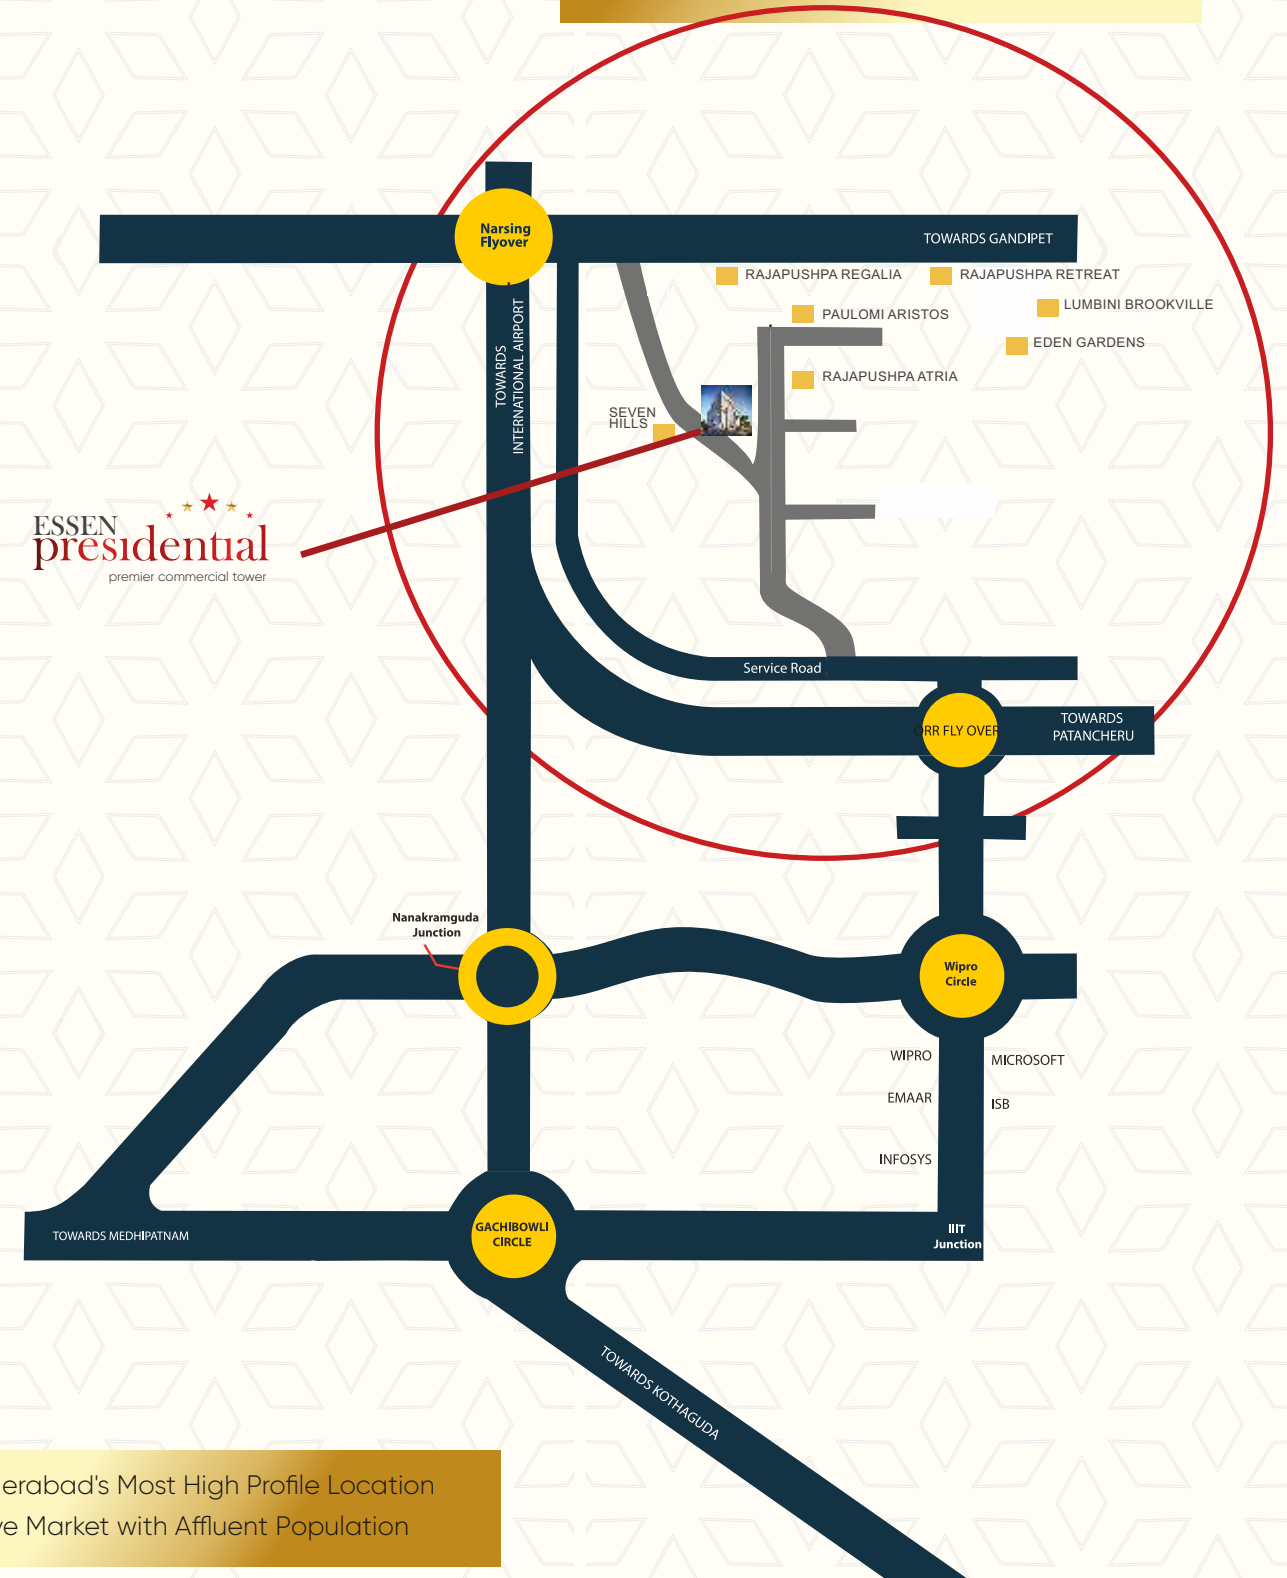 Narsing
Flyover
TOWARDS GANDIPET
RAJAPUSHPA REGALIA
RAJAPUSHPA RETREAT
LUMBINI BROOKVILLE
PAULOMI ARISTOS
EDEN GARDENS
RAJAPUSHPA ATRIA
TOWARDS
INTERNATIONAL AIRPORT
SEVEN
HILLS
ESSEN
presidential
premier commercial tower
Service Road
ORR FLY OVER
TOWARDS
PATANCHERU
Nanakramguda
Junction
Wipro
Circle
WIPRO
MICROSOFT
EMAAR
ISB
INFOSYS
GACHIBOWLI
CIRCLE
IIIT
Junction
TOWARDS MEDHIPATNAM
TOWARDS KOTHAGUDA
erabad's Most High Profile Location
e Market with Affluent Population